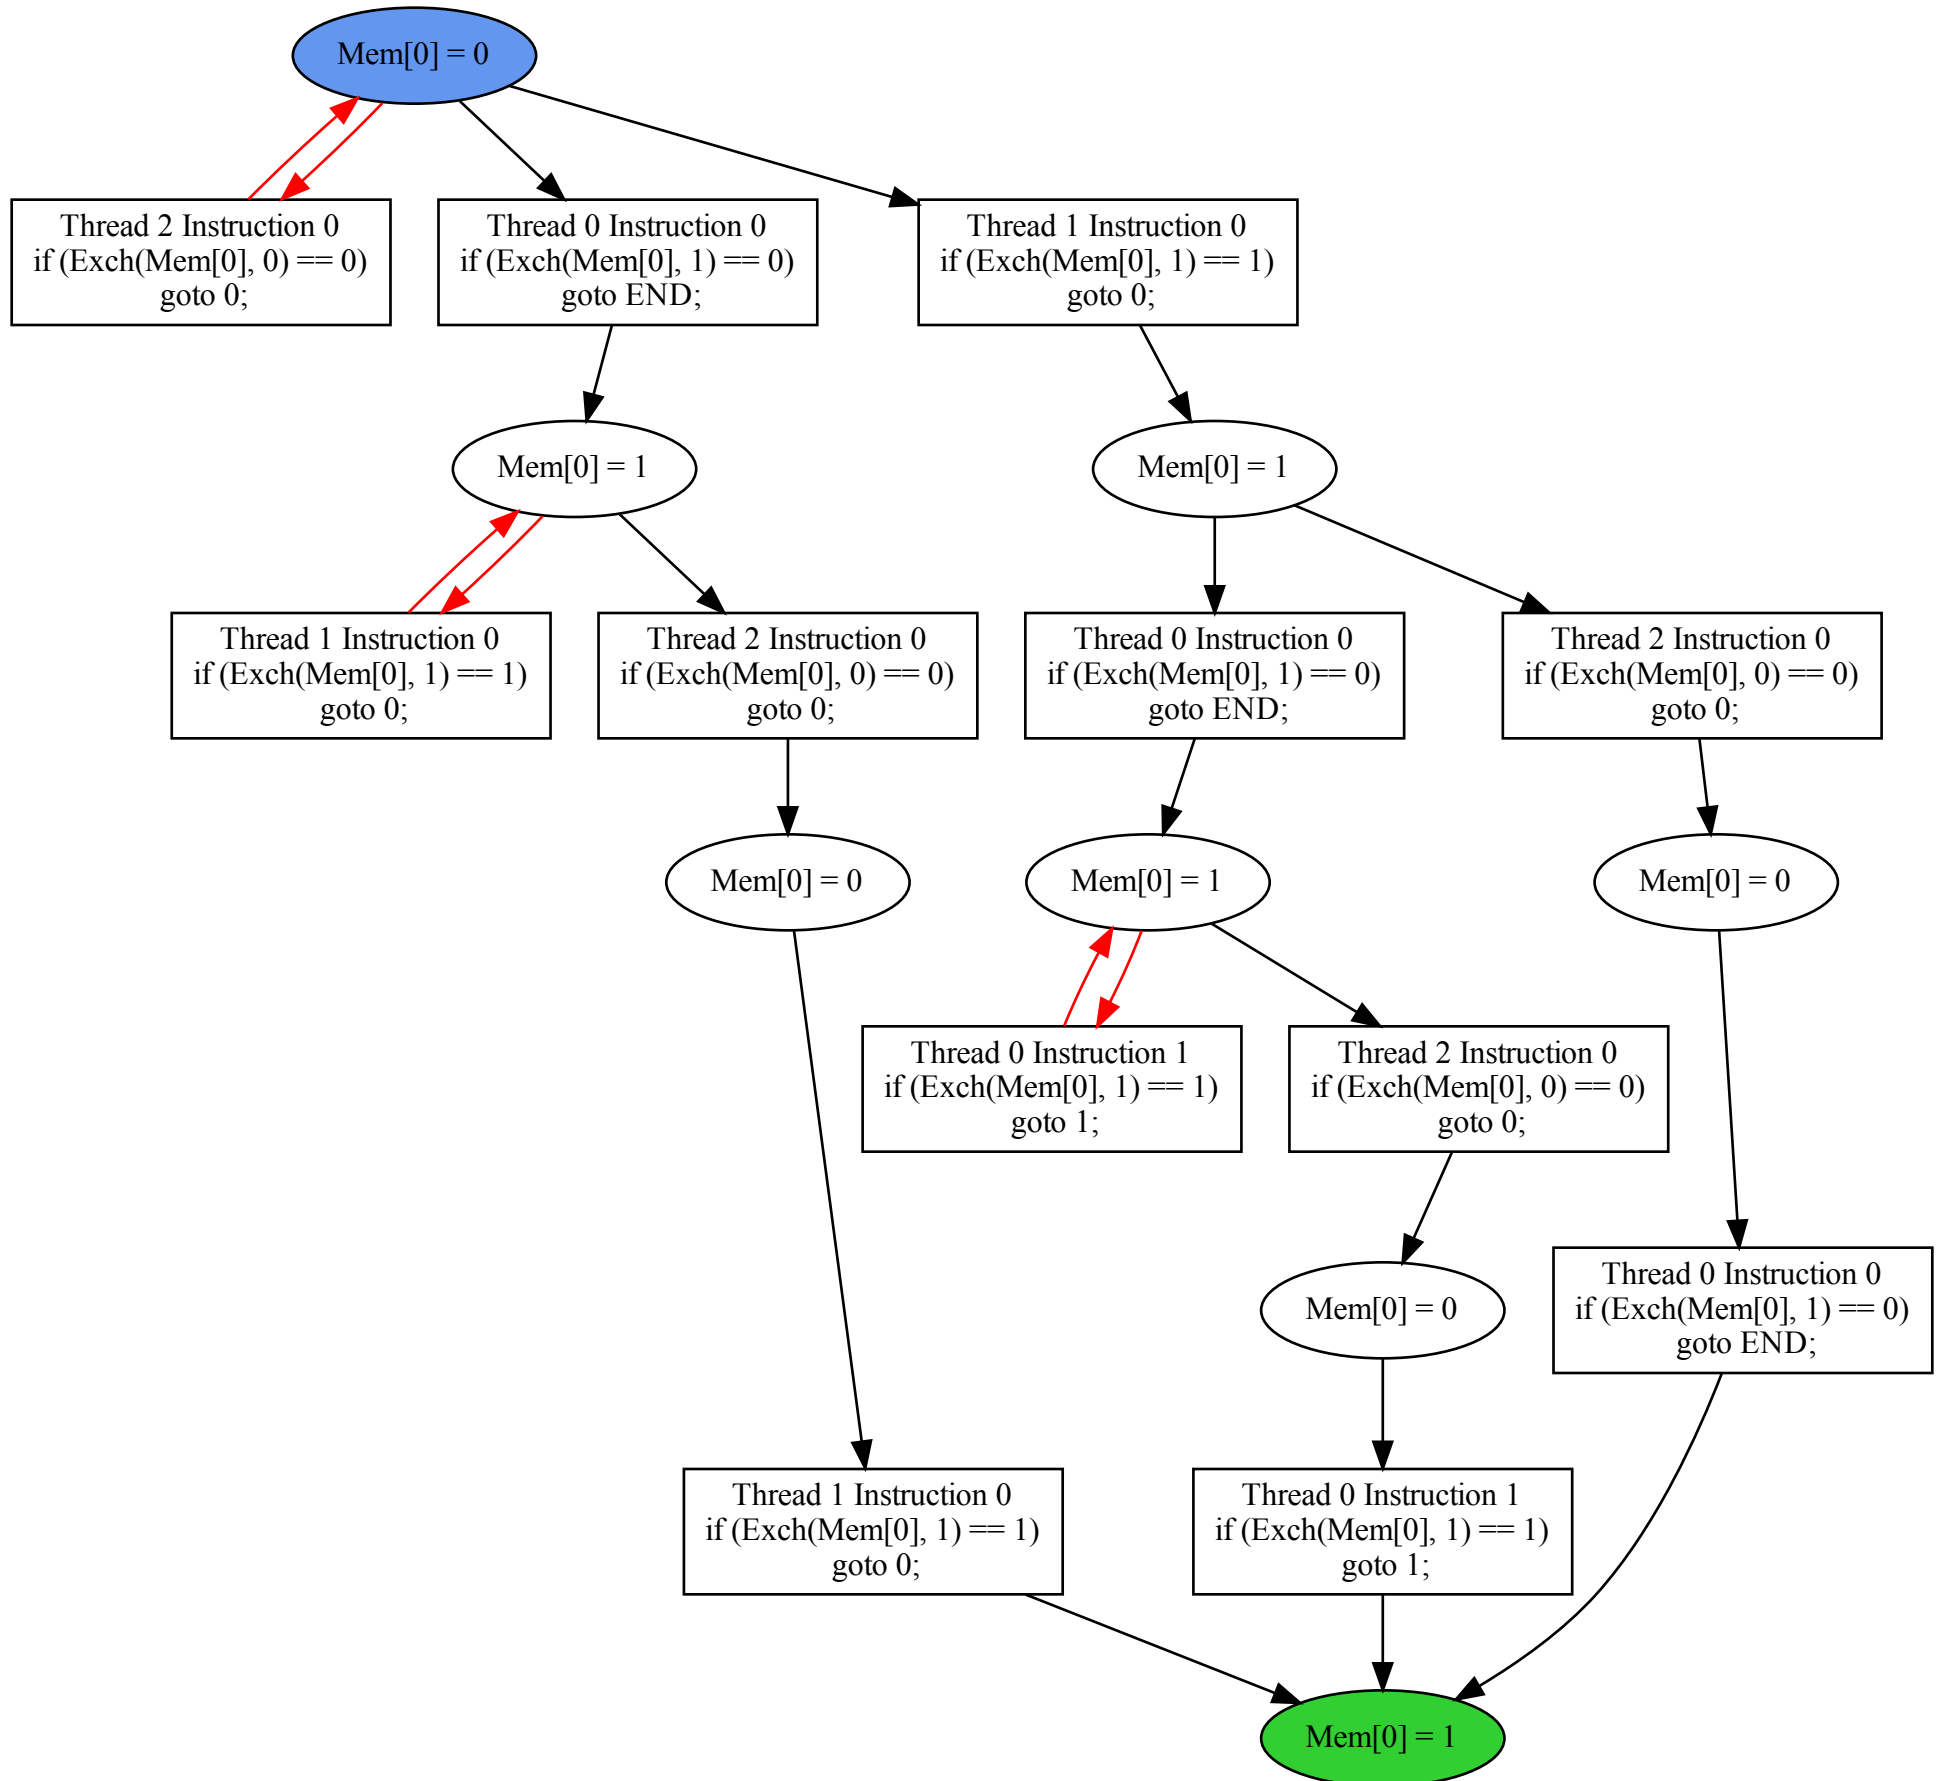 Mem[0] = 0
Thread 2 Instruction 0
if (Exch(Mem[0], 0) == 0)
goto 0;
Thread 0 Instruction 0
if (Exch(Mem[0], 1) == 0)
goto END;
Thread 1 Instruction 0
if (Exch(Mem[0], 1) == 1)
goto 0;
Mem[0] = 1
Mem[0] = 1
Thread 1 Instruction 0
if (Exch(Mem[0], 1) == 1)
goto 0;
Thread 2 Instruction 0
if (Exch(Mem[0], 0) == 0)
goto 0;
Thread 0 Instruction 0
if (Exch(Mem[0], 1) == 0)
goto END;
Thread 2 Instruction 0
if (Exch(Mem[0], 0) == 0)
goto 0;
Mem[0] = 0
Mem[0] = 1
Mem[0] = 0
Thread 0 Instruction 1
if (Exch(Mem[0], 1) == 1)
goto 1;
Thread 2 Instruction 0
if (Exch(Mem[0], 0) == 0)
goto 0;
Mem[0] = 0
Thread 0 Instruction 0
if (Exch(Mem[0], 1) == 0)
goto END;
Thread 1 Instruction 0
if (Exch(Mem[0], 1) == 1)
goto 0;
Thread 0 Instruction 1
if (Exch(Mem[0], 1) == 1)
goto 1;
Mem[0] = 1